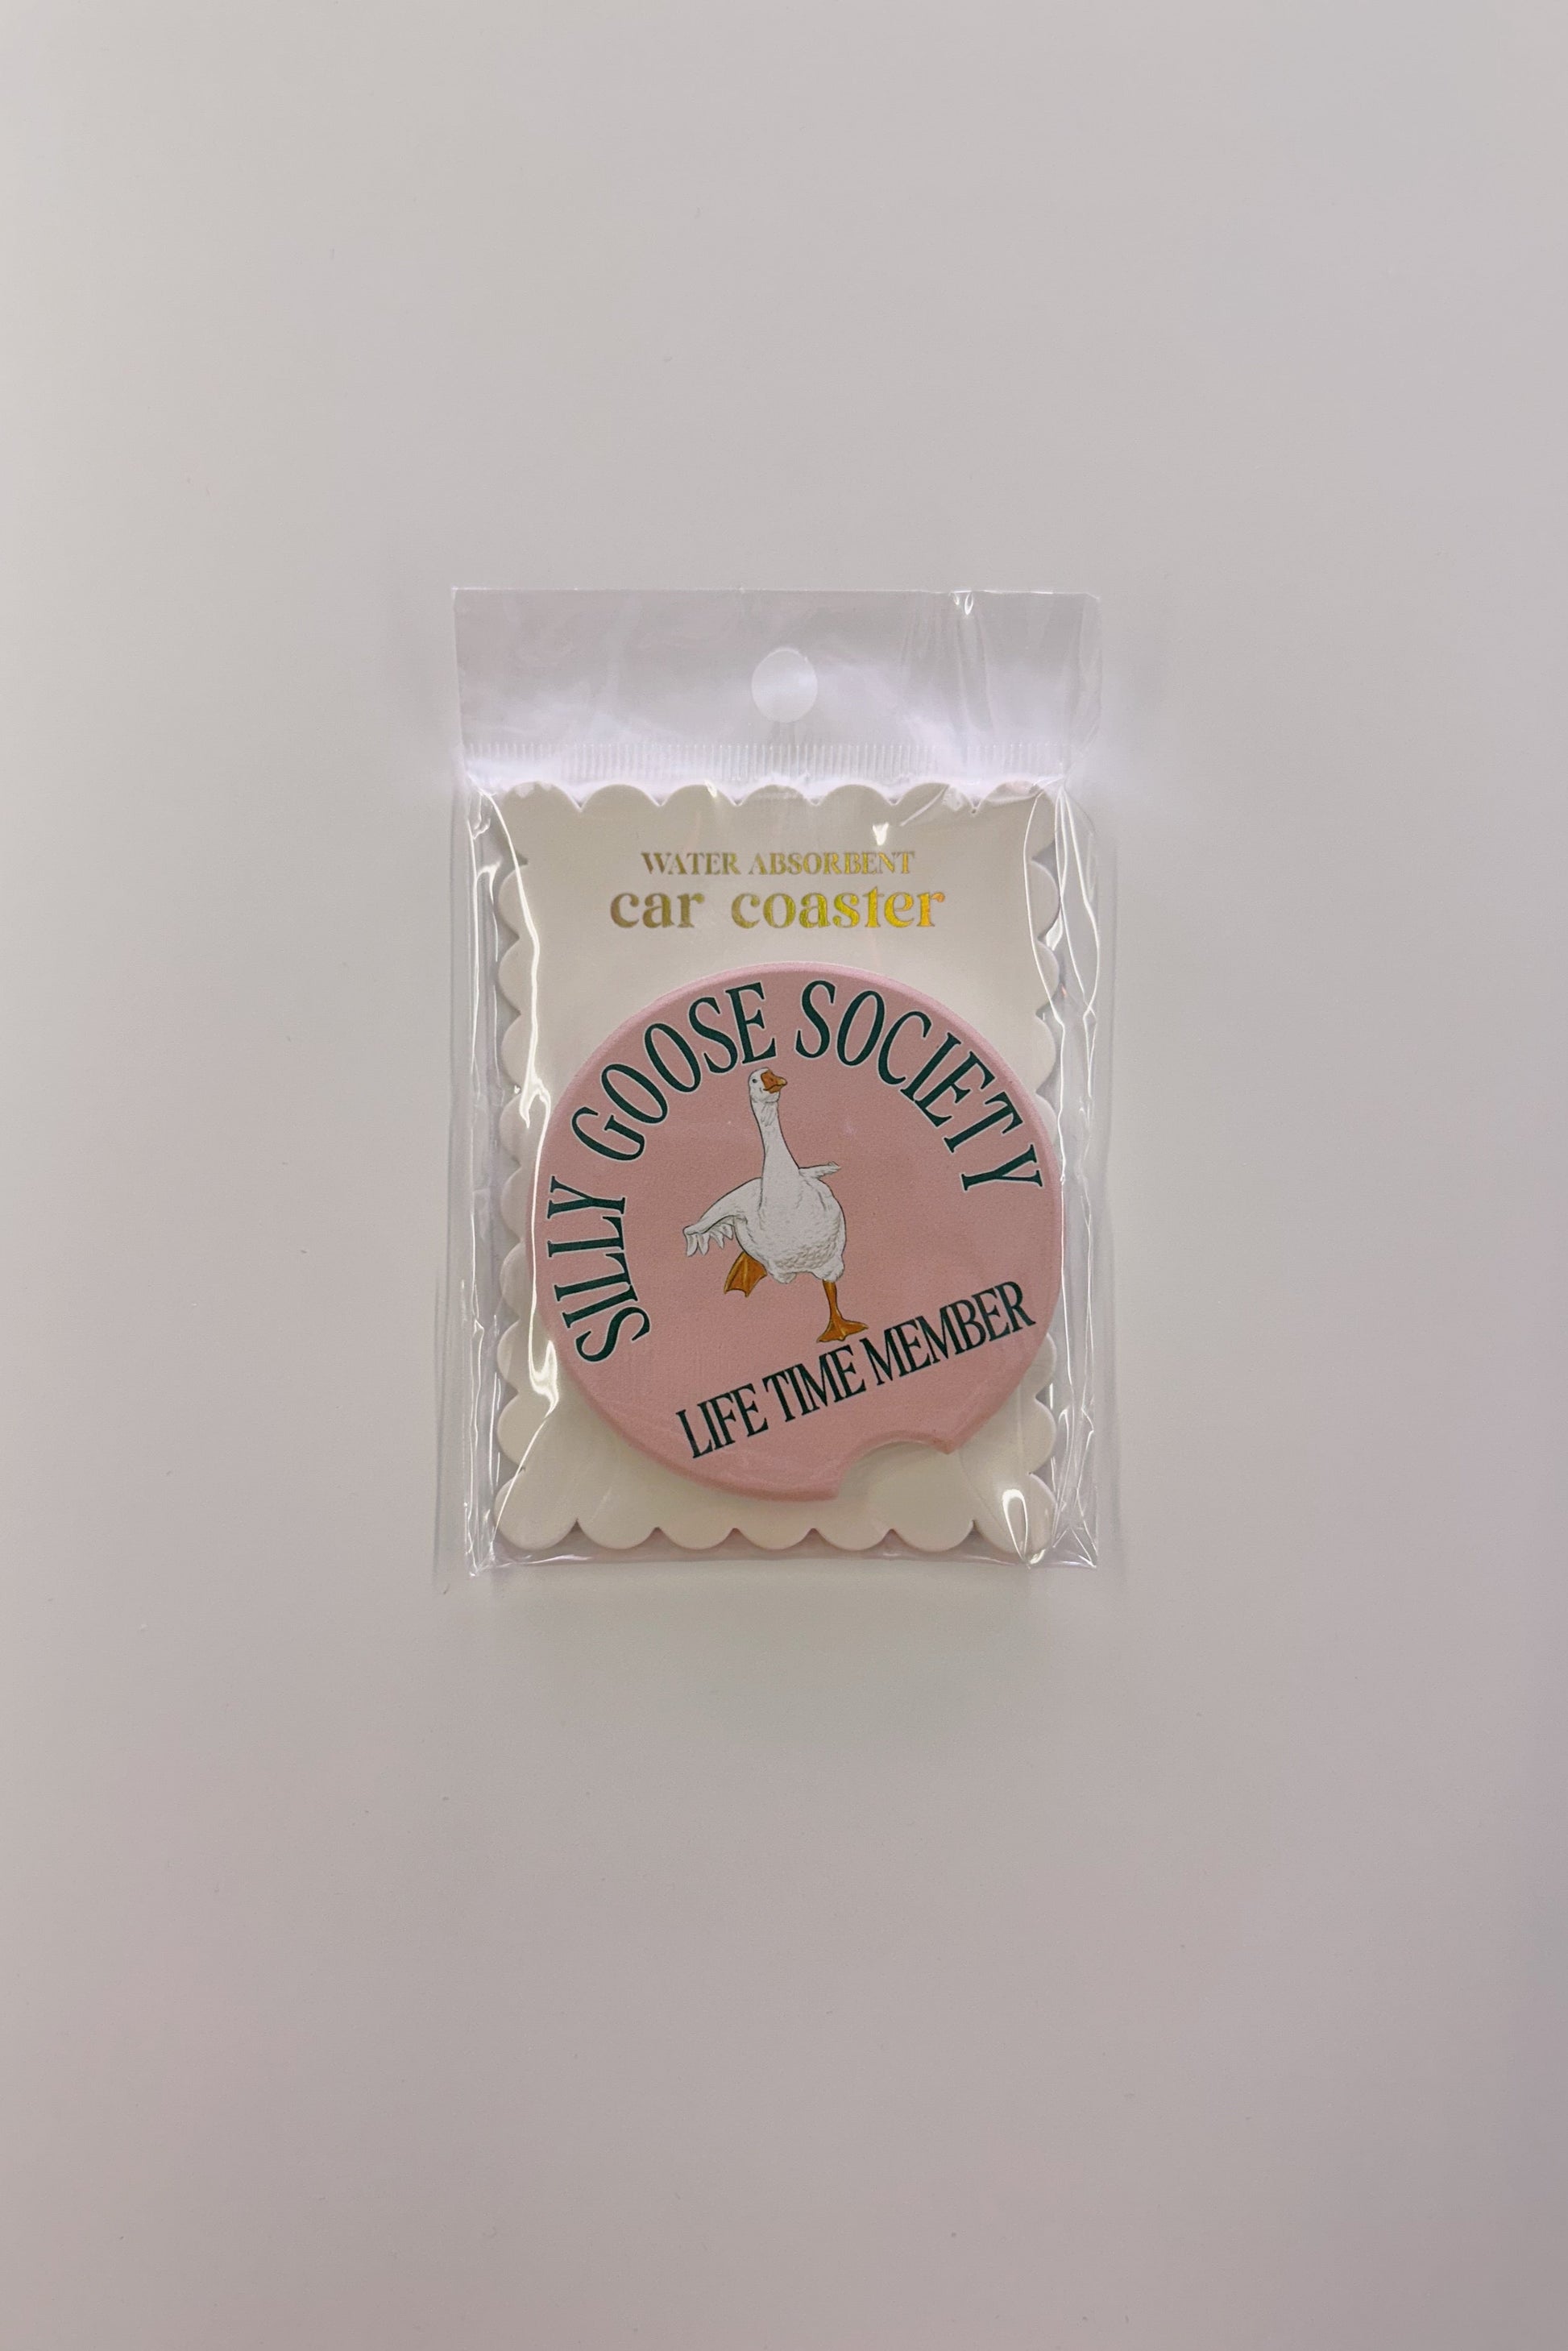 WATER ABSORBENT
car coaster
SILLY GOOSE SOCIETY
LIFE TIME MEMBER